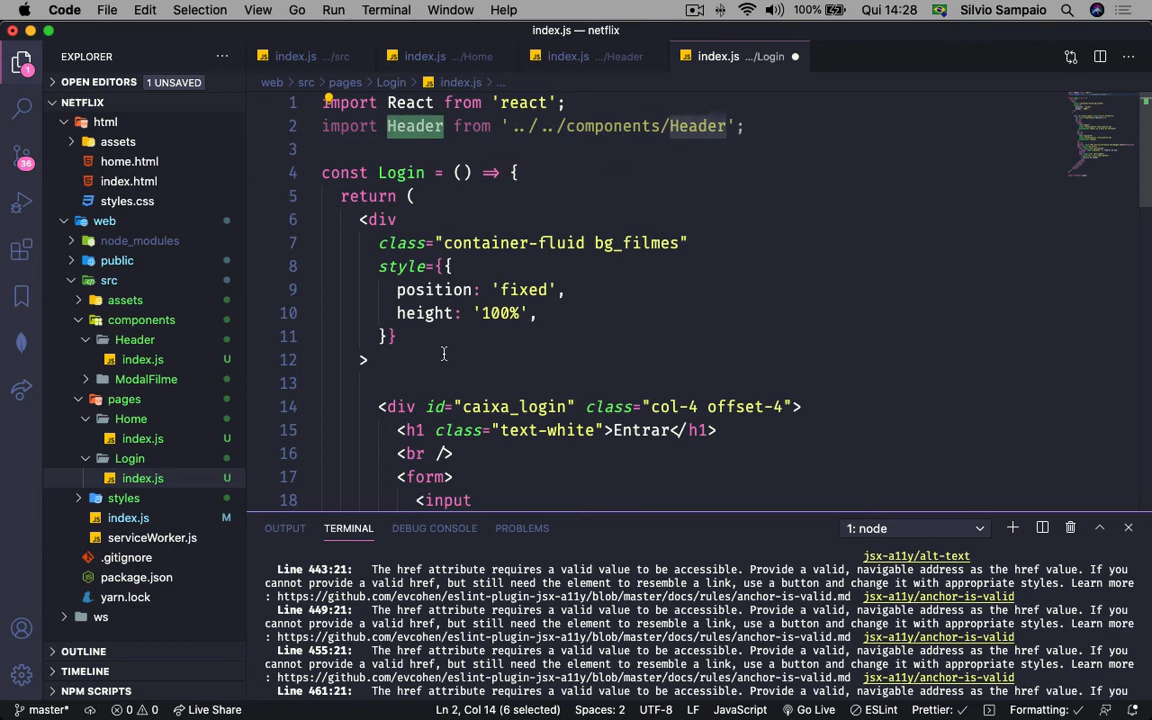 Code File Edit Selection View Go Run Terminal Window Help 100% Qui 14:28 Silvio Sampaio
index.js — netflix
EXPLORER
index.js .../src
index.js .../Home
index.js .../Header
index.js .../Login
OPEN EDITORS 1 UNSAVED
web src pages Login index.js ...
NETFLIX
html
assets
home.html
index.html
styles.css
web
node_modules
public
src
assets
components
Header
index.js U
ModalFilme
pages
Home
index.js U
Login
index.js U
styles
index.js M
serviceWorker.js
.gitignore
package.json
yarn.lock
ws
OUTLINE
TIMELINE
NPM SCRIPTS
1
36
1 import React from 'react';
2 import Header from '../../components/Header';
3
4 const Login = () => {
5 return (
6 <div
7 class="container-fluid bg_filmes"
8 style={{
9 position: 'fixed',
10 height: '100%',
11 }}
12 >
13
14 <div id="caixa_login" class="col-4 offset-4">
15 <h1 class="text-white">Entrar</h1>
16 <br />
17 <form>
18 <input
OUTPUT TERMINAL DEBUG CONSOLE PROBLEMS 1: node
jsx-a11y/alt-text
Line 443:21: The href attribute requires a valid value to be accessible. Provide a valid, navigable address as the href value. If you
cannot provide a valid href, but still need the element to resemble a link, use a button and change it with appropriate styles. Learn more
: https://github.com/evcohen/eslint-plugin-jsx-a11y/blob/master/docs/rules/anchor-is-valid.md jsx-a11y/anchor-is-valid
Line 449:21: The href attribute requires a valid value to be accessible. Provide a valid, navigable address as the href value. If you
cannot provide a valid href, but still need the element to resemble a link, use a button and change it with appropriate styles. Learn more
: https://github.com/evcohen/eslint-plugin-jsx-a11y/blob/master/docs/rules/anchor-is-valid.md jsx-a11y/anchor-is-valid
Line 455:21: The href attribute requires a valid value to be accessible. Provide a valid, navigable address as the href value. If you
cannot provide a valid href, but still need the element to resemble a link, use a button and change it with appropriate styles. Learn more
: https://github.com/evcohen/eslint-plugin-jsx-a11y/blob/master/docs/rules/anchor-is-valid.md jsx-a11y/anchor-is-valid
Line 461:21: The href attribute requires a valid value to be accessible. Provide a valid, navigable address as the href value. If you
master* 0 0 Live Share Ln 2, Col 14 (6 selected) Spaces: 2 UTF-8 LF JavaScript Go Live ESLint Prettier: Formatting: